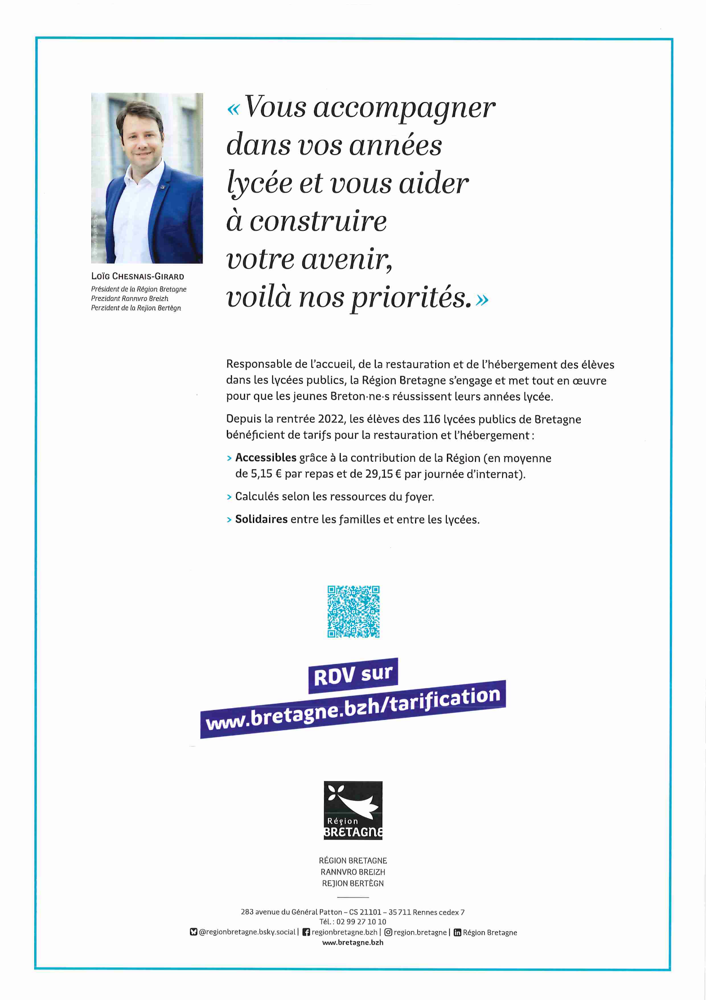 « Vous accompagner
dans vos années
lycée et vous aider
à construire
votre avenir,
voilà nos priorités. »
LOÏG CHESNAIS-GIRARD
Président de la Région Bretagne
Prezidant Rannvro Breizh
Perzident de la Rejion Bertègn
Responsable de l'accueil, de la restauration et de l'hébergement des élèves
dans les lycées publics, la Région Bretagne s'engage et met tout en œuvre
pour que les jeunes Breton·ne·s réussissent leurs années lycée.
Depuis la rentrée 2022, les élèves des 116 lycées publics de Bretagne
bénéficient de tarifs pour la restauration et l'hébergement :
> Accessibles grâce à la contribution de la Région (en moyenne
de 5,15 € par repas et de 29,15 € par journée d'internat).
> Calculés selon les ressources du foyer.
> Solidaires entre les familles et entre les lycées.
RDV sur
www.bretagne.bzh/tarification
Région
BRETAGNE
RÉGION BRETAGNE
RANNVRO BREIZH
REJION BERTÈGN
283 avenue du Général Patton – CS 21101 – 35 711 Rennes cedex 7
Tél. : 02 99 27 10 10
@regionbretagne.bsky.social | regionbretagne.bzh | region.bretagne | Région Bretagne
www.bretagne.bzh